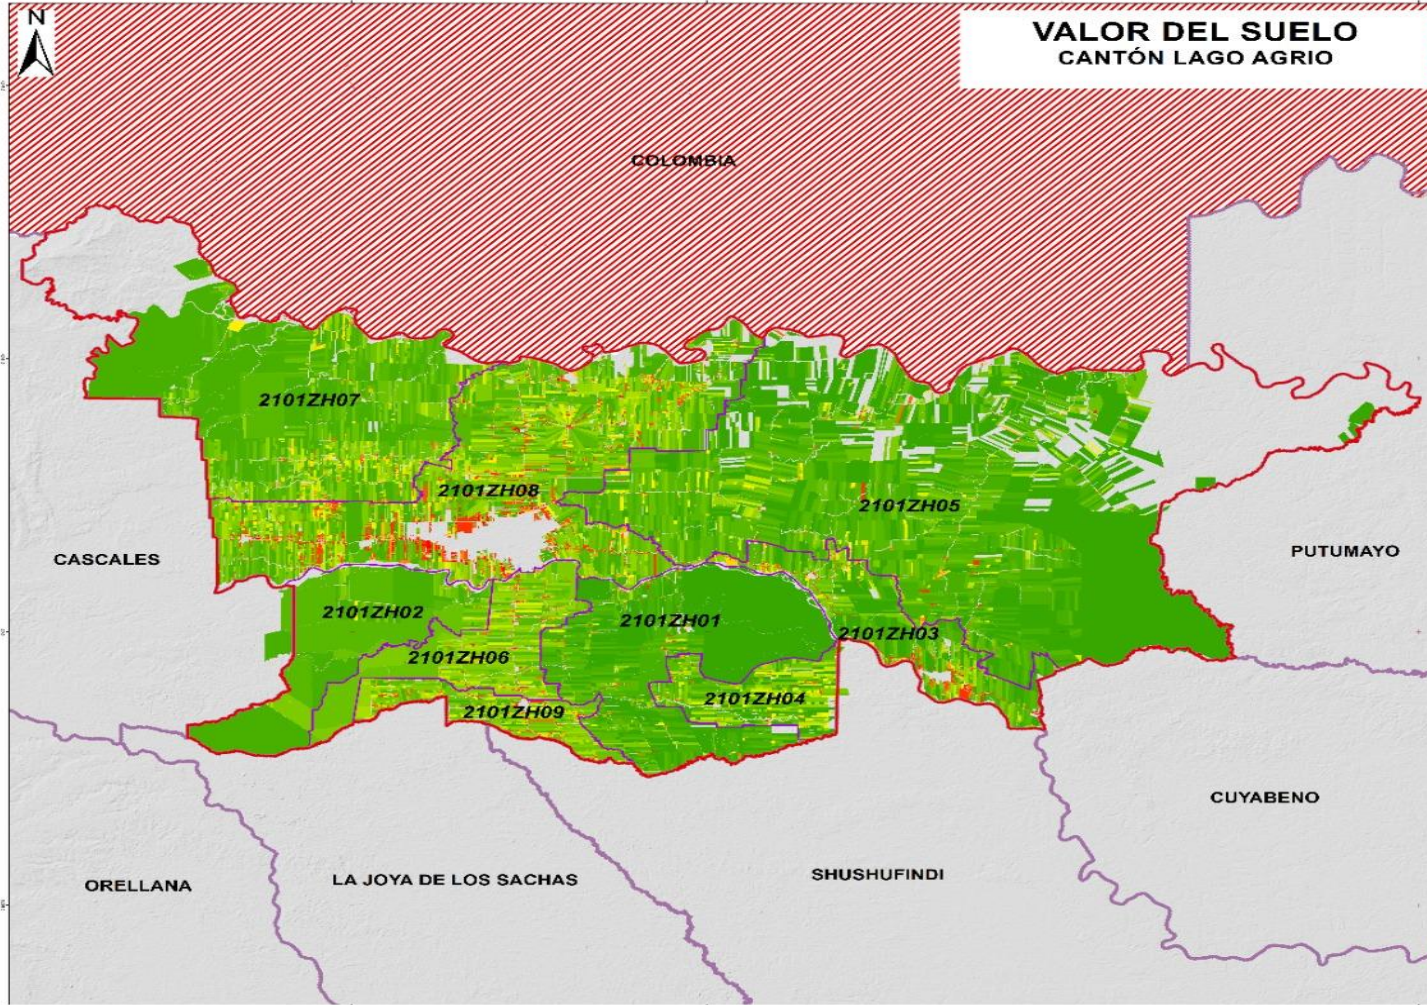 N
VALOR DEL SUELO
CANTÓN LAGO AGRIO
COLOMBIA
2101ZH07
2101ZH08
2101ZH05
CASCALES
PUTUMAYO
2101ZH02
2101ZH01
2101ZH03
2101ZH06
2101ZH04
2101ZH09
CUYABENO
ORELLANA
LA JOYA DE LOS SACHAS
SHUSHUFINDI